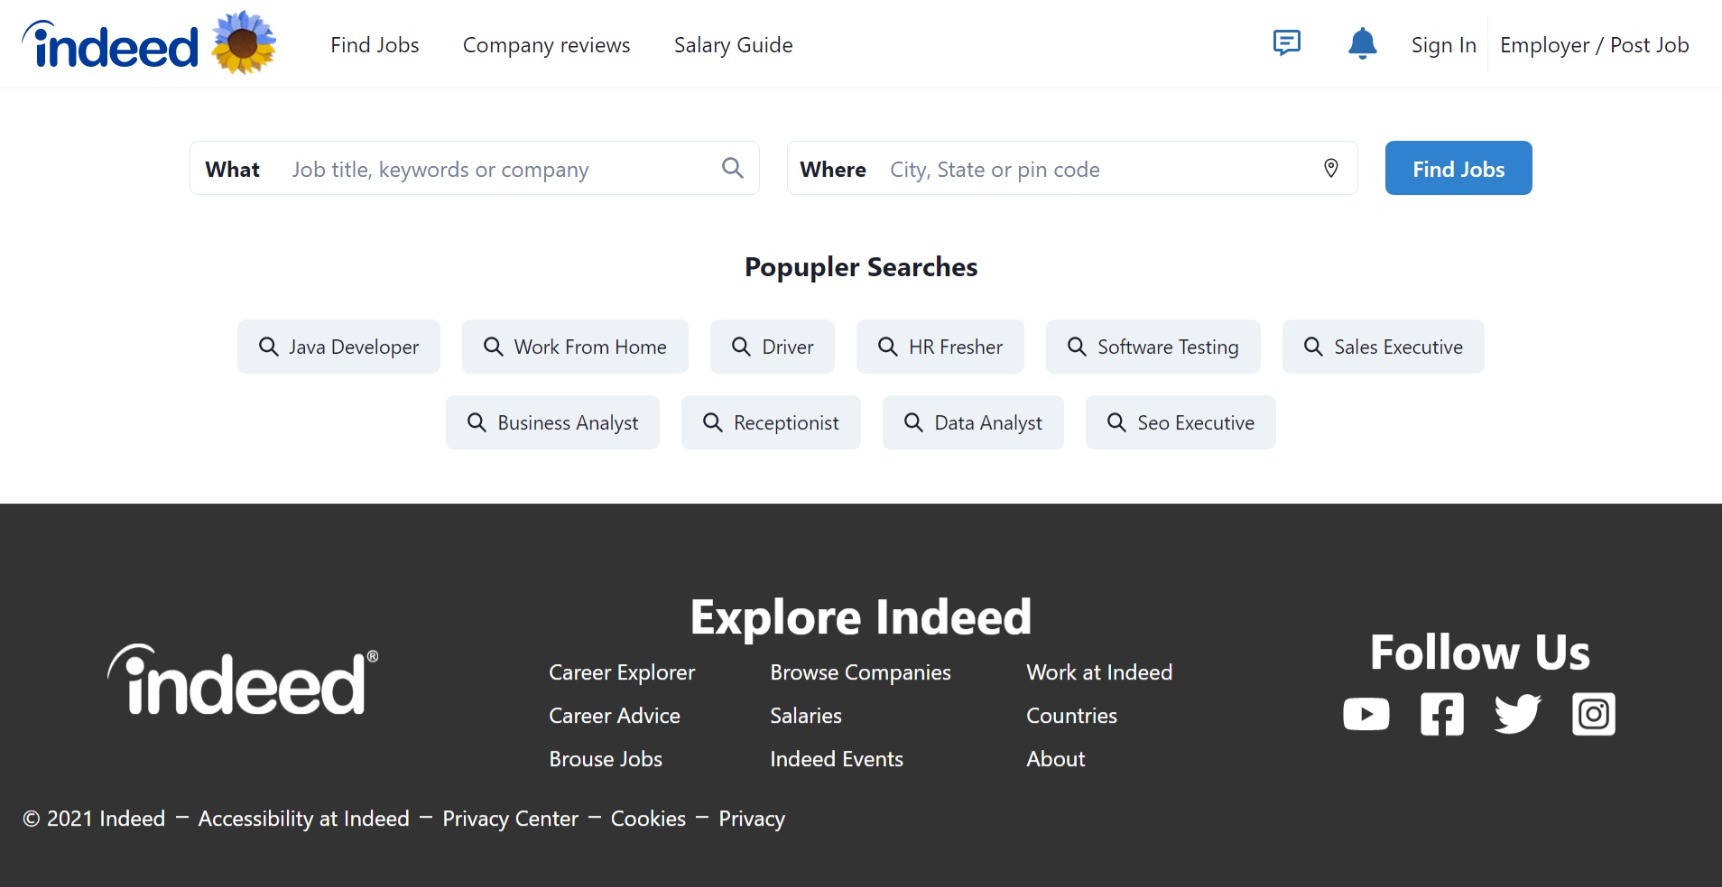 indeed Find Jobs Company reviews Salary Guide Sign In Employer / Post Job
What Job title, keywords or company Where City, State or pin code Find Jobs
Popupler Searches
Java Developer Work From Home Driver HR Fresher Software Testing Sales Executive
Business Analyst Receptionist Data Analyst Seo Executive
Explore Indeed
Follow Us
indeed®
Career Explorer Browse Companies Work at Indeed
Career Advice Salaries Countries
Brouse Jobs Indeed Events About
© 2021 Indeed – Accessibility at Indeed – Privacy Center – Cookies – Privacy